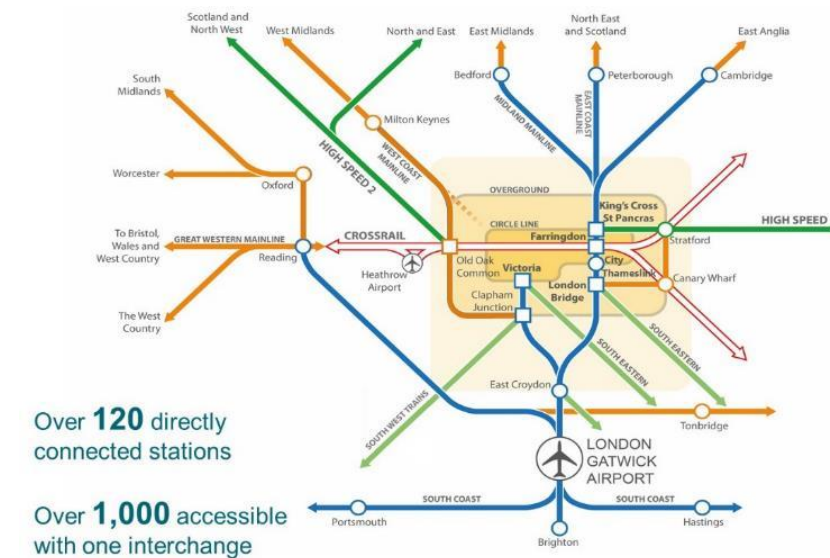 Scotland and
North West
West Midlands
North and East
East Midlands
North East
and Scotland
East Anglia
South
Midlands
Bedford
Peterborough
Cambridge
MIDLAND MAINLINE
EAST COAST
MAINLINE
Milton Keynes
WEST COAST
MAINLINE
HIGH SPEED 2
Worcester
Oxford
OVERGROUND
King's Cross
St Pancras
CIRCLE LINE
HIGH SPEED
To Bristol,
Wales and
West Country
GREAT WESTERN MAINLINE
Reading
CROSSRAIL
Farringdon
Stratford
Heathrow
Airport
Old Oak
Common
Victoria
City
Thameslink
Canary Wharf
Clapham
Junction
London
Bridge
The West
Country
SOUTH EASTERN
SOUTH EASTERN
East Croydon
SOUTH WEST TRAINS
Tonbridge
Over 120 directly
connected stations
LONDON
GATWICK
AIRPORT
Over 1,000 accessible
with one interchange
SOUTH COAST
SOUTH COAST
Portsmouth
Hastings
Brighton